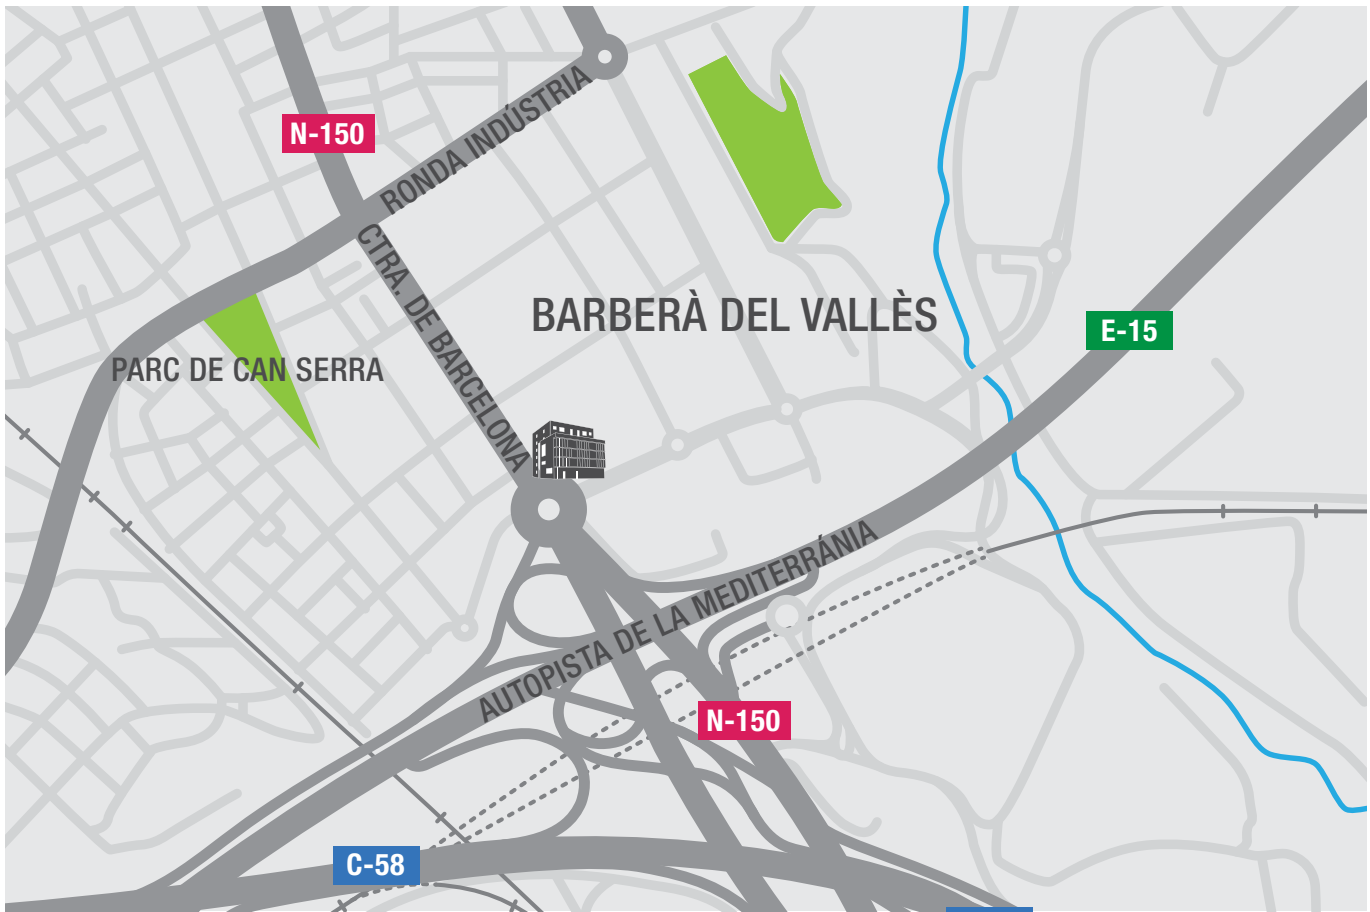 N-150
RONDA INDÚSTRIA
CTRA. DE BARCELONA
BARBERÀ DEL VALLÈS
E-15
PARC DE CAN SERRA
AUTOPISTA DE LA MEDITERRÁNIA
N-150
C-58